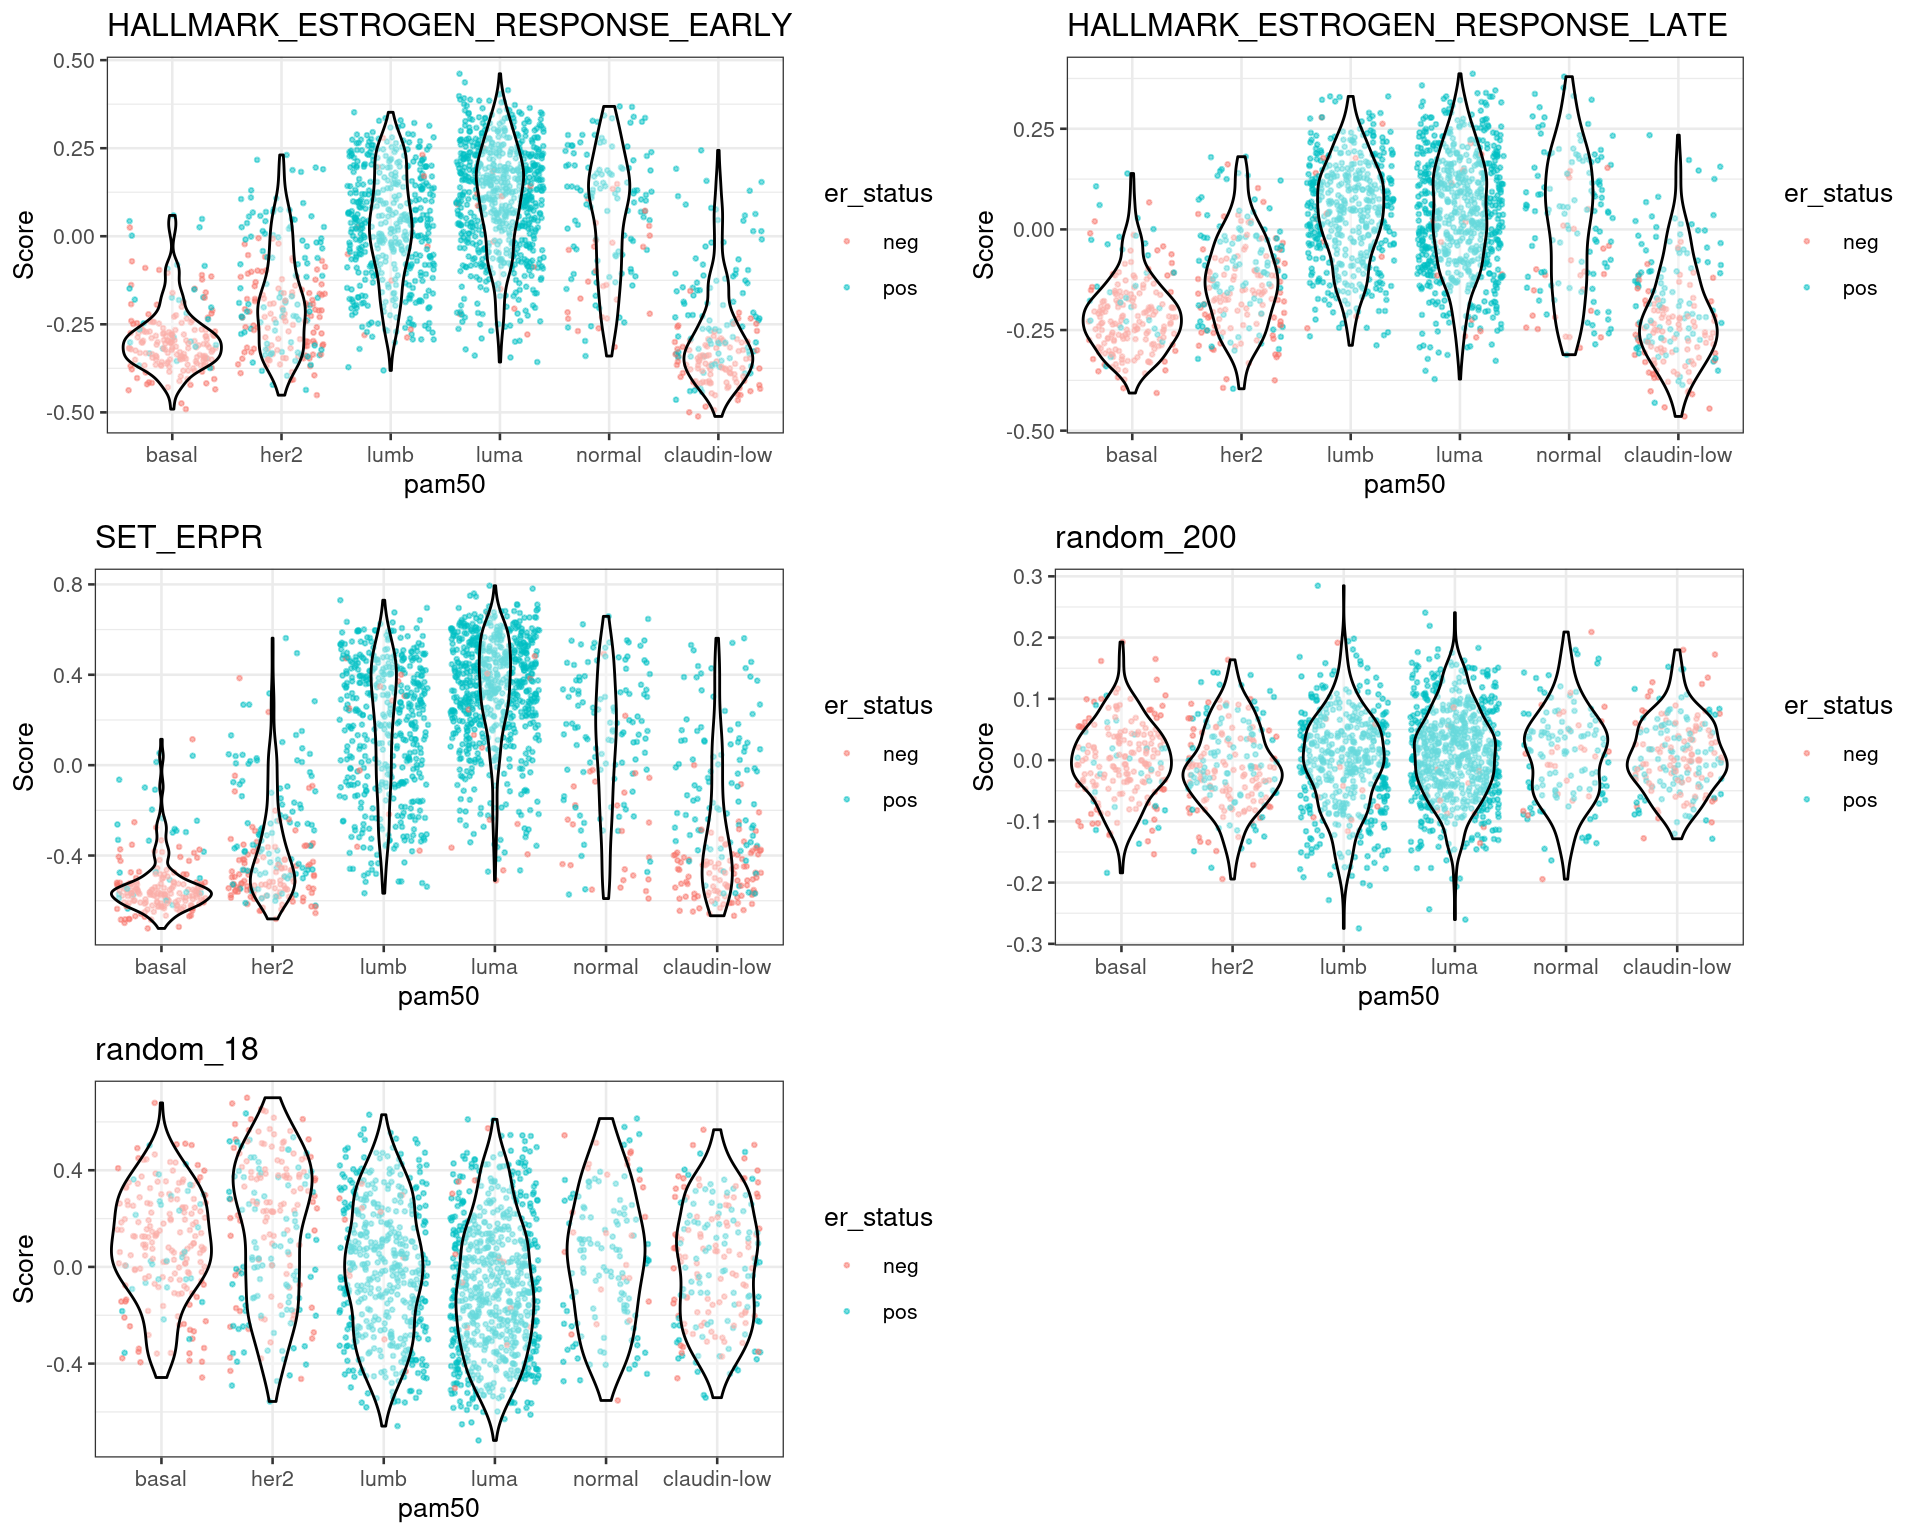 HALLMARK_ESTROGEN_RESPONSE_EARLY
0.50
0.25
0.00
-0.25
-0.50
Score
basal her2 lumb luma normal claudin-low
pam50
er_status
neg
pos
HALLMARK_ESTROGEN_RESPONSE_LATE
0.25
0.00
-0.25
-0.50
Score
basal her2 lumb luma normal claudin-low
pam50
er_status
neg
pos
SET_ERPR
0.8
0.4
0.0
-0.4
Score
basal her2 lumb luma normal claudin-low
pam50
er_status
neg
pos
random_200
0.3
0.2
0.1
0.0
-0.1
-0.2
-0.3
Score
basal her2 lumb luma normal claudin-low
pam50
er_status
neg
pos
random_18
0.4
0.0
-0.4
Score
basal her2 lumb luma normal claudin-low
pam50
er_status
neg
pos